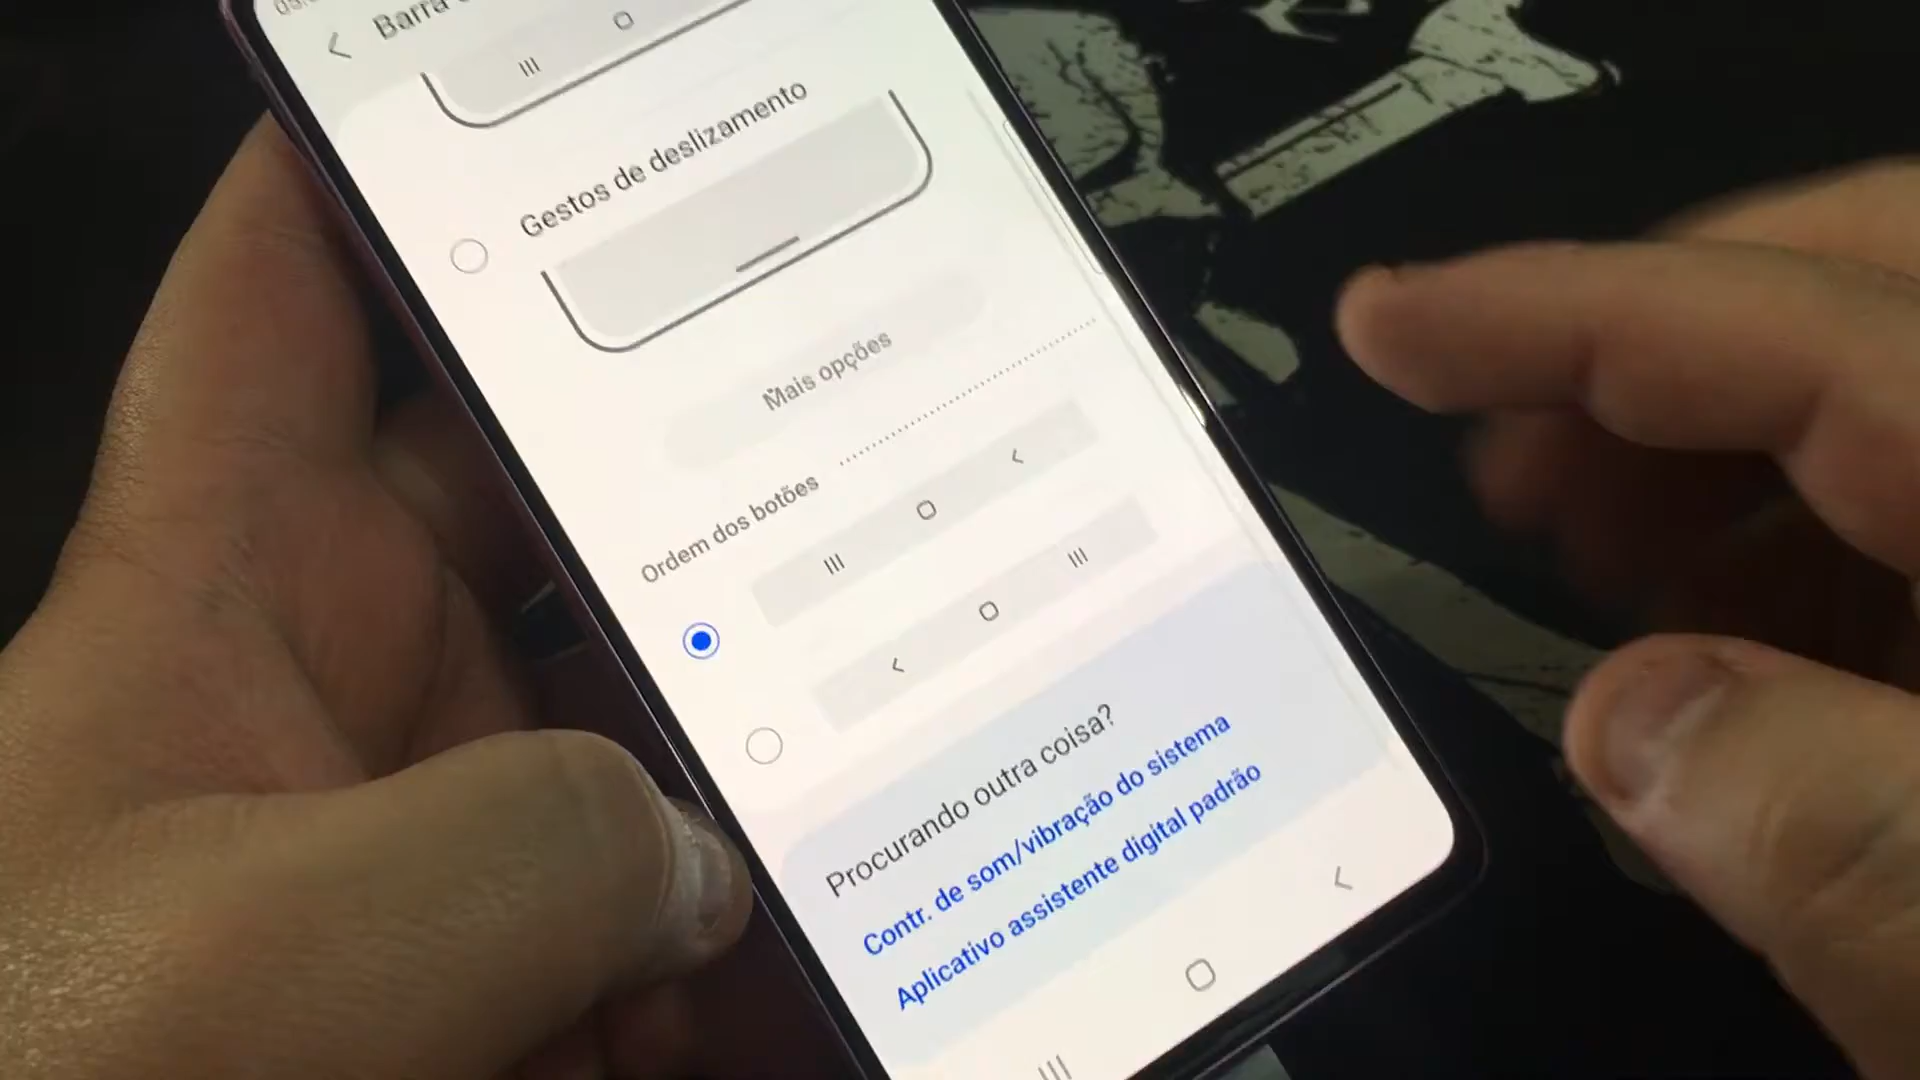 Barra
Gestos de deslizamento
Mais opções
Ordem dos botões
Procurando outra coisa?
Contr. de som/vibração do sistema
Aplicativo assistente digital padrão